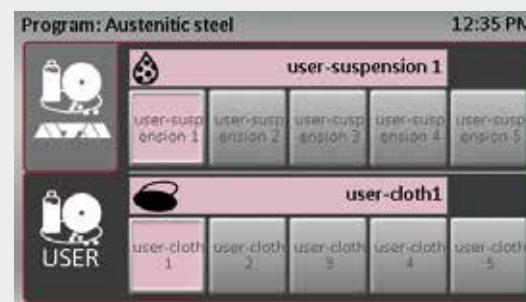 Program: Austenitic steel 12:35 PM
user-suspension 1
user-susp user-susp user-susp user-susp user-susp
ension 1 ension 2 ension 3 ension 4 ension 5
ATM
user-cloth1
user-cloth user-cloth user-cloth user-cloth user-cloth
1 2 3 4 5
USER